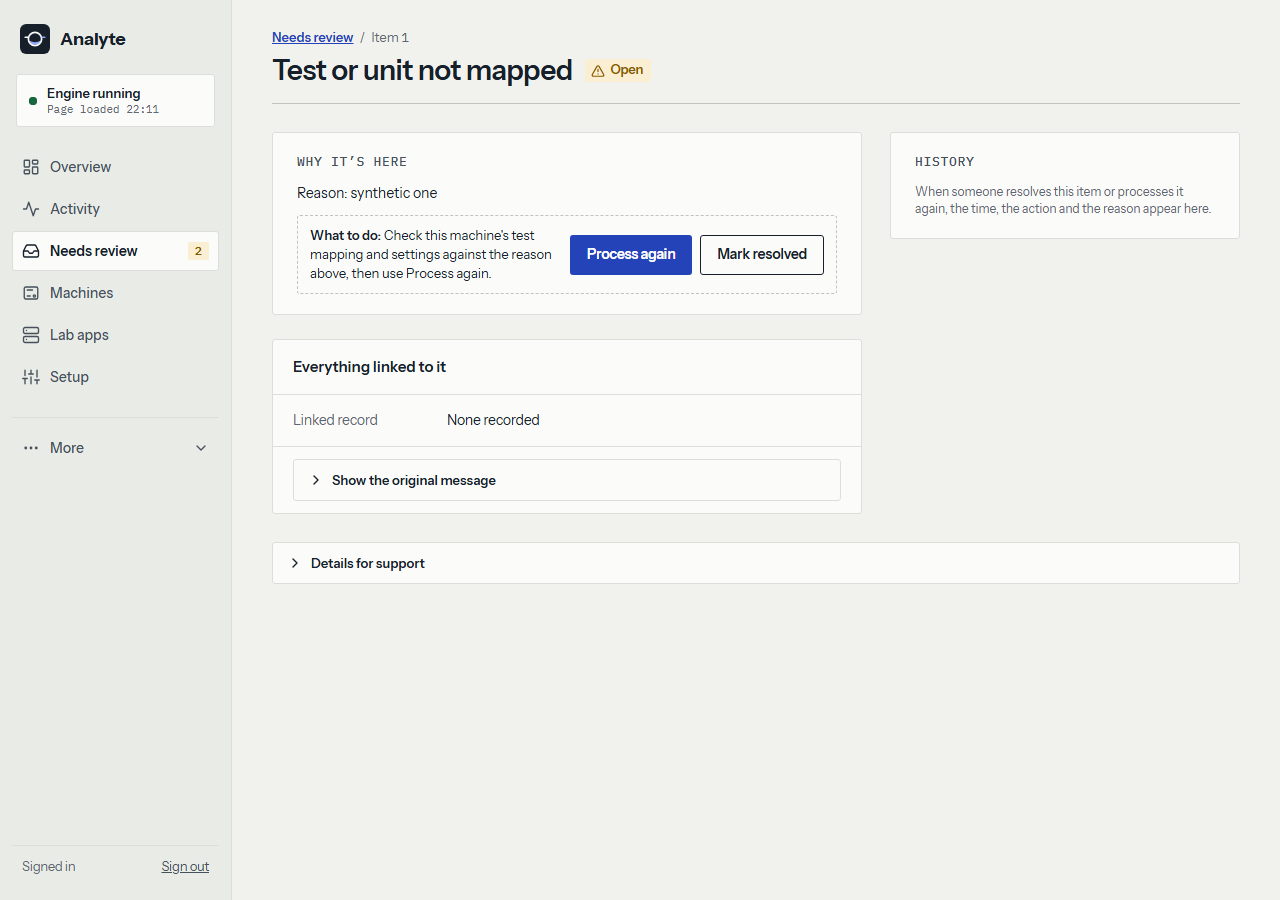 Analyte
Engine running
Page loaded 22:11
Overview
Activity
Needs review 2
Machines
Lab apps
Setup
More
Signed in Sign out
Needs review / Item 1
Test or unit not mapped Open
WHY IT’S HERE
Reason: synthetic one
What to do: Check this machine's test
mapping and settings against the reason
above, then use Process again.
Process again Mark resolved
Everything linked to it
Linked record None recorded
Show the original message
HISTORY
When someone resolves this item or processes it
again, the time, the action and the reason appear here.
Details for support